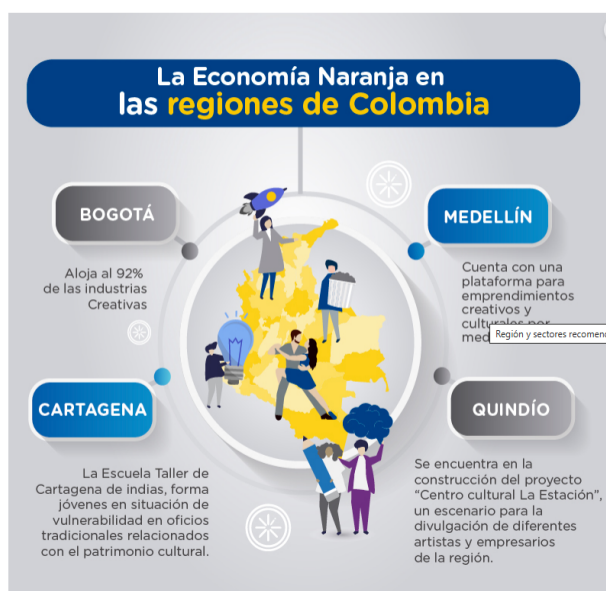 La Economía Naranja en
las regiones de Colombia
BOGOTÁ
Aloja al 92%
de las industrias
Creativas
MEDELLÍN
Cuenta con una
plataforma para
emprendimientos
creativos y
culturales por
med
Región y sectores recomend
CARTAGENA
La Escuela Taller de
Cartagena de indias, forma
jóvenes en situación de
vulnerabilidad en oficios
tradicionales relacionados
con el patrimonio cultural.
QUINDÍO
Se encuentra en la
construcción del proyecto
“Centro cultural La Estación”,
un escenario para la
divulgación de diferentes
artistas y empresarios
de la región.